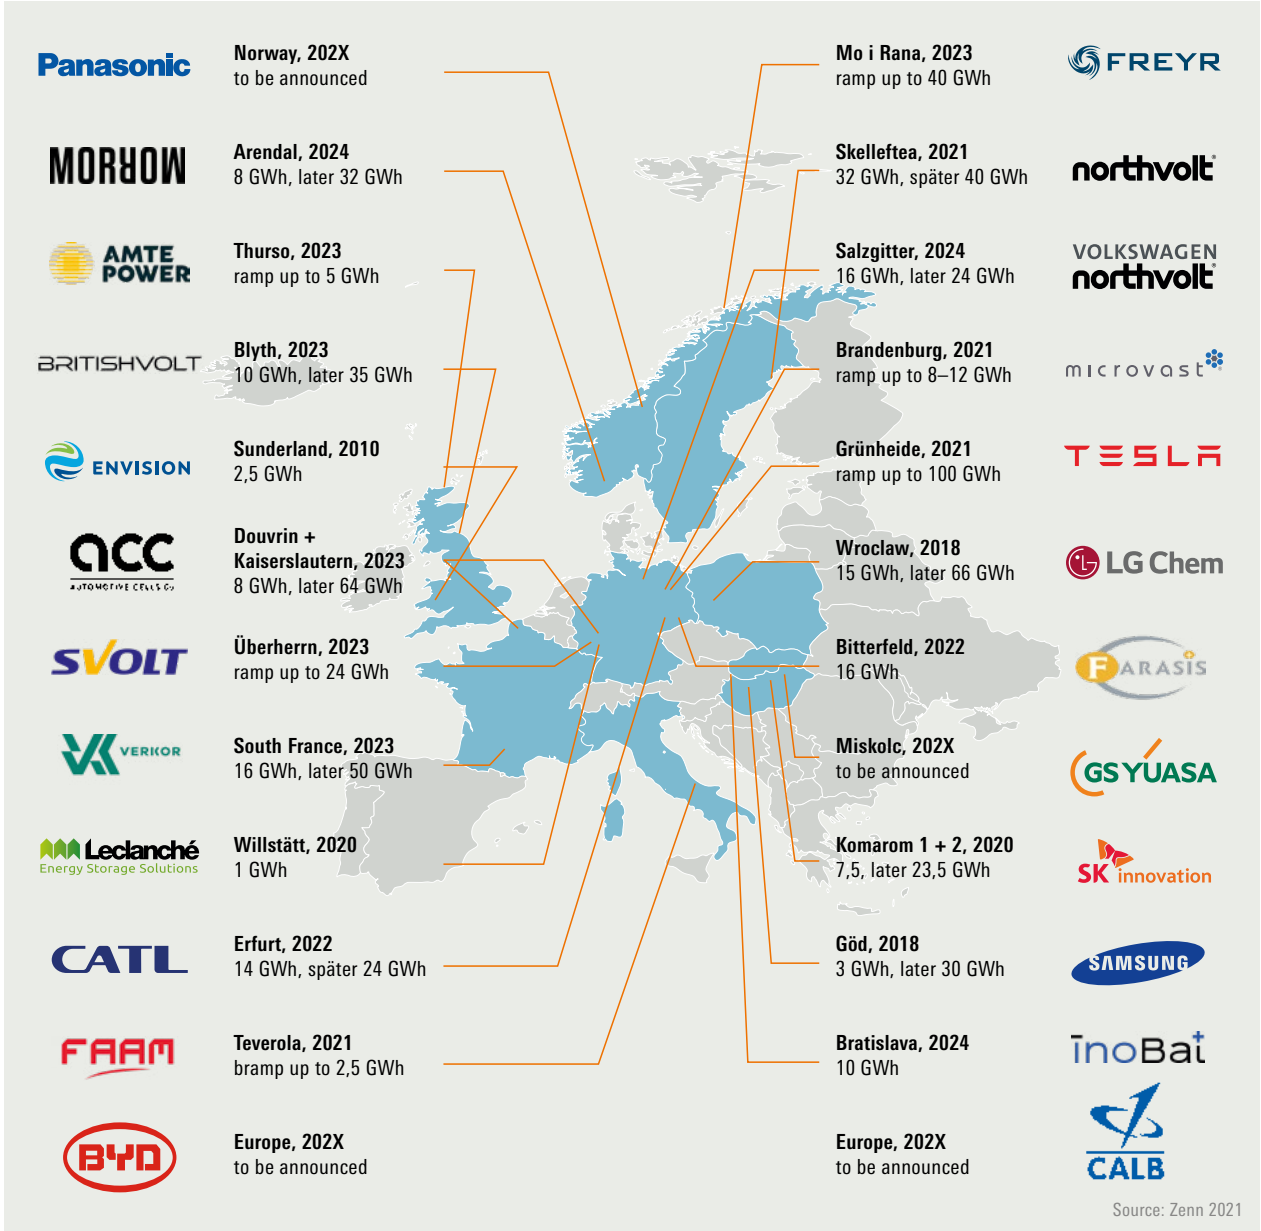 Panasonic
Norway, 202X
to be announced
MORROW
Arendal, 2024
8 GWh, later 32 GWh
AMTE
POWER
Thurso, 2023
ramp up to 5 GWh
BRITISHVOLT
Blyth, 2023
10 GWh, later 35 GWh
ENVISION
Sunderland, 2010
2,5 GWh
acc
AUTOMOTIVE CELLS Co
Douvrin +
Kaiserslautern, 2023
8 GWh, later 64 GWh
SVOLT
Überherrn, 2023
ramp up to 24 GWh
VERKOR
South France, 2023
16 GWh, later 50 GWh
Leclanché
Energy Storage Solutions
Willstätt, 2020
1 GWh
CATL
Erfurt, 2022
14 GWh, später 24 GWh
FAAM
Teverola, 2021
bramp up to 2,5 GWh
BYD
Europe, 202X
to be announced
Mo i Rana, 2023
ramp up to 40 GWh
FREYR
Skelleftea, 2021
32 GWh, später 40 GWh
northvolt
Salzgitter, 2024
16 GWh, later 24 GWh
VOLKSWAGEN
northvolt
Brandenburg, 2021
ramp up to 8–12 GWh
microvast
Grünheide, 2021
ramp up to 100 GWh
TESLA
Wroclaw, 2018
15 GWh, later 66 GWh
LG Chem
Bitterfeld, 2022
16 GWh
FARASIS
Miskolc, 202X
to be announced
GS YUASA
Komarom 1 + 2, 2020
7,5, later 23,5 GWh
SK innovation
Göd, 2018
3 GWh, later 30 GWh
SAMSUNG
Bratislava, 2024
10 GWh
inoBat
Europe, 202X
to be announced
CALB
Source: Zenn 2021